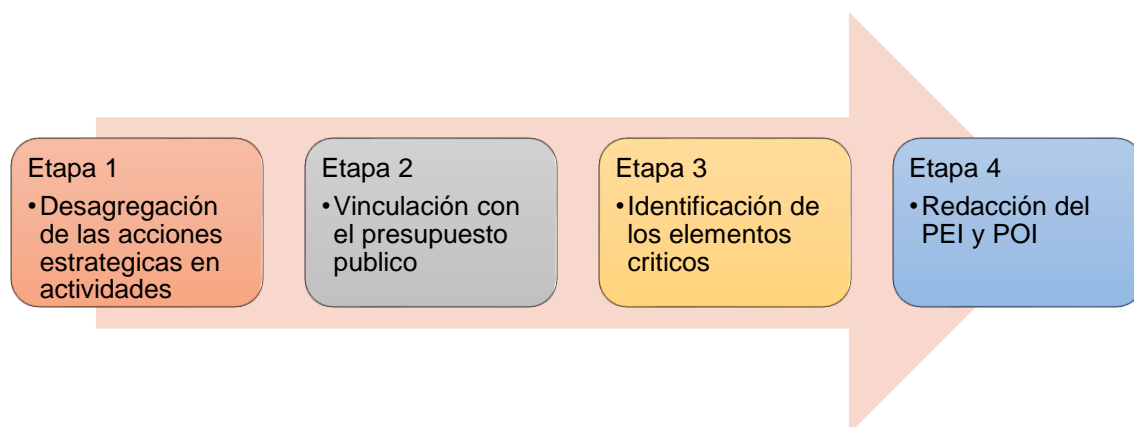 Etapa 1
•Desagregación
de las acciones
estrategicas en
actividades
Etapa 2
•Vinculación con
el presupuesto
publico
Etapa 3
•Identificación de
los elementos
criticos
Etapa 4
•Redacción del
PEI y POI